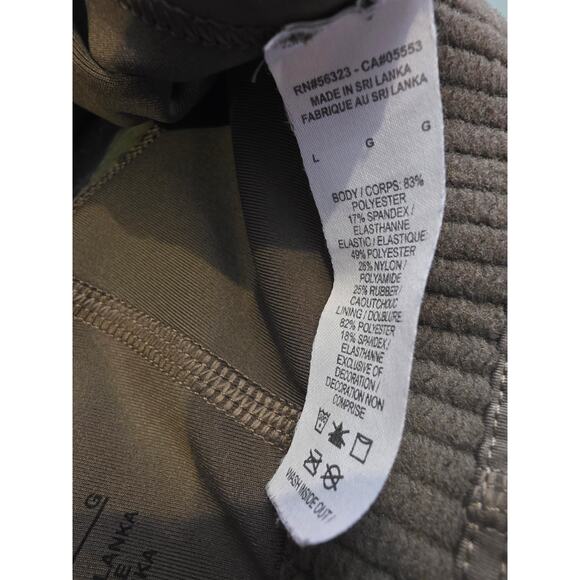 RN#56323 - CA#05553
MADE IN SRI LANKA
FABRIQUE AU SRI LANKA
L G G
BODY / CORPS: 83%
POLYESTER
17% SPANDEX /
ELASTHANNE
ELASTIC / ELASTIQUE:
49% POLYESTER
26% NYLON /
POLYAMIDE
25% RUBBER /
CAOUTCHOUC
LINING / DOUBLURE:
82% POLYESTER
18% SPANDEX /
ELASTHANNE
EXCLUSIVE OF
DECORATION /
DECORATION NON
COMPRISE
WASH INSIDE OUT /
G
LANKA
E
KA